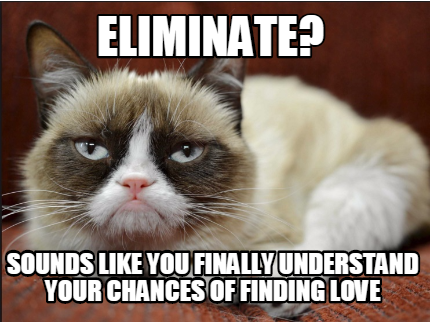 ELIMINATE?
SOUNDS LIKE YOU FINALLY UNDERSTAND
YOUR CHANCES OF FINDING LOVE